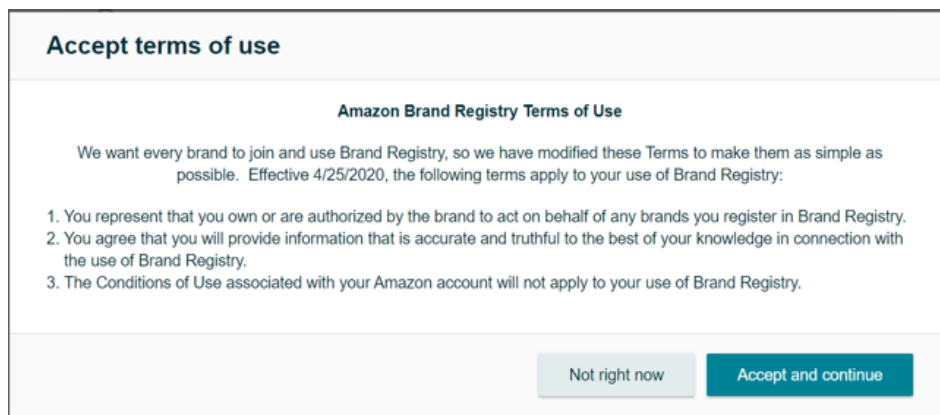 Accept terms of use
Amazon Brand Registry Terms of Use
We want every brand to join and use Brand Registry, so we have modified these Terms to make them as simple as
possible. Effective 4/25/2020, the following terms apply to your use of Brand Registry:
1. You represent that you own or are authorized by the brand to act on behalf of any brands you register in Brand Registry.
2. You agree that you will provide information that is accurate and truthful to the best of your knowledge in connection with
the use of Brand Registry.
3. The Conditions of Use associated with your Amazon account will not apply to your use of Brand Registry.
Not right now
Accept and continue